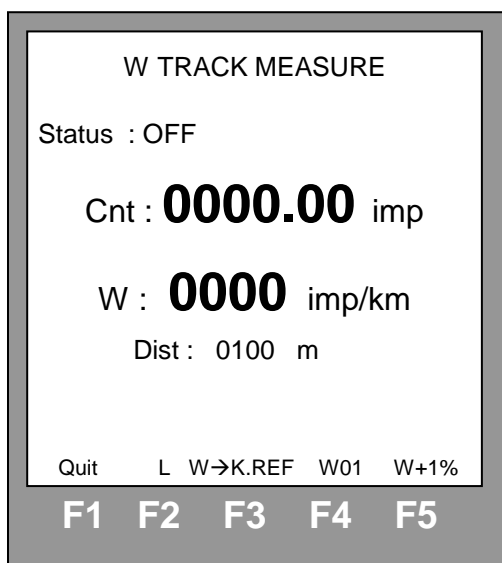 W TRACK MEASURE
Status : OFF
Cnt : 0000.00 imp
W : 0000 imp/km
Dist : 0100 m
Quit L W→K.REF W01 W+1%
F1 F2 F3 F4 F5